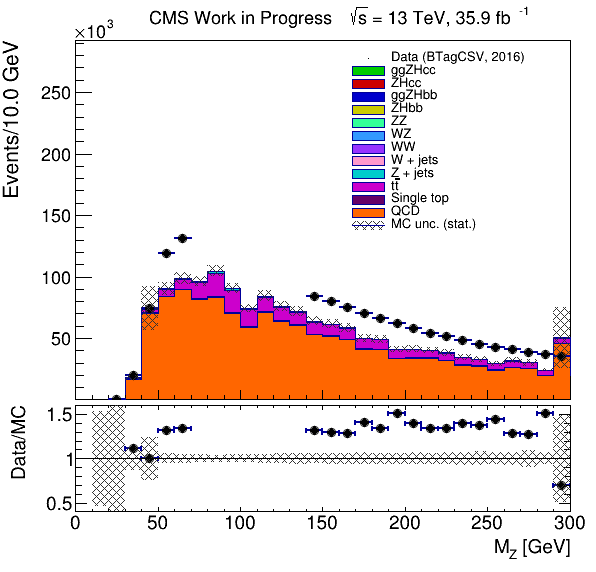 CMS Work in Progress √s = 13 TeV, 35.9 fb⁻¹
×10³
Events/10.0 GeV
250
200
150
100
50
Data (BTagCSV, 2016)
ggZHcc
ZHcc
ggZHbb
ZHbb
ZZ
WZ
WW
W + jets
Z + jets
tt̄
Single top
QCD
MC unc. (stat.)
Data/MC
1.5
1
0.5
0 50 100 150 200 250 300
M_Z [GeV]